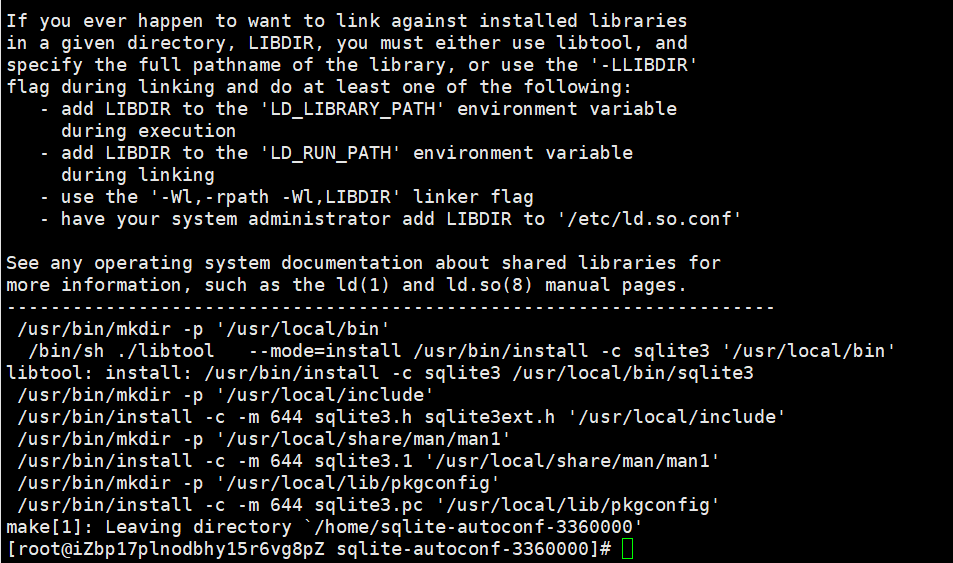 If you ever happen to want to link against installed libraries
in a given directory, LIBDIR, you must either use libtool, and
specify the full pathname of the library, or use the '-LLIBDIR'
flag during linking and do at least one of the following:
   - add LIBDIR to the 'LD_LIBRARY_PATH' environment variable
     during execution
   - add LIBDIR to the 'LD_RUN_PATH' environment variable
     during linking
   - use the '-Wl,-rpath -Wl,LIBDIR' linker flag
   - have your system administrator add LIBDIR to '/etc/ld.so.conf'

See any operating system documentation about shared libraries for
more information, such as the ld(1) and ld.so(8) manual pages.
----------------------------------------------------------------------
 /usr/bin/mkdir -p '/usr/local/bin'
  /bin/sh ./libtool   --mode=install /usr/bin/install -c sqlite3 '/usr/local/bin'
libtool: install: /usr/bin/install -c sqlite3 /usr/local/bin/sqlite3
 /usr/bin/mkdir -p '/usr/local/include'
 /usr/bin/install -c -m 644 sqlite3.h sqlite3ext.h '/usr/local/include'
 /usr/bin/mkdir -p '/usr/local/share/man/man1'
 /usr/bin/install -c -m 644 sqlite3.1 '/usr/local/share/man/man1'
 /usr/bin/mkdir -p '/usr/local/lib/pkgconfig'
 /usr/bin/install -c -m 644 sqlite3.pc '/usr/local/lib/pkgconfig'
make[1]: Leaving directory `/home/sqlite-autoconf-3360000'
[root@iZbp17plnodbhy15r6vg8pZ sqlite-autoconf-3360000]#